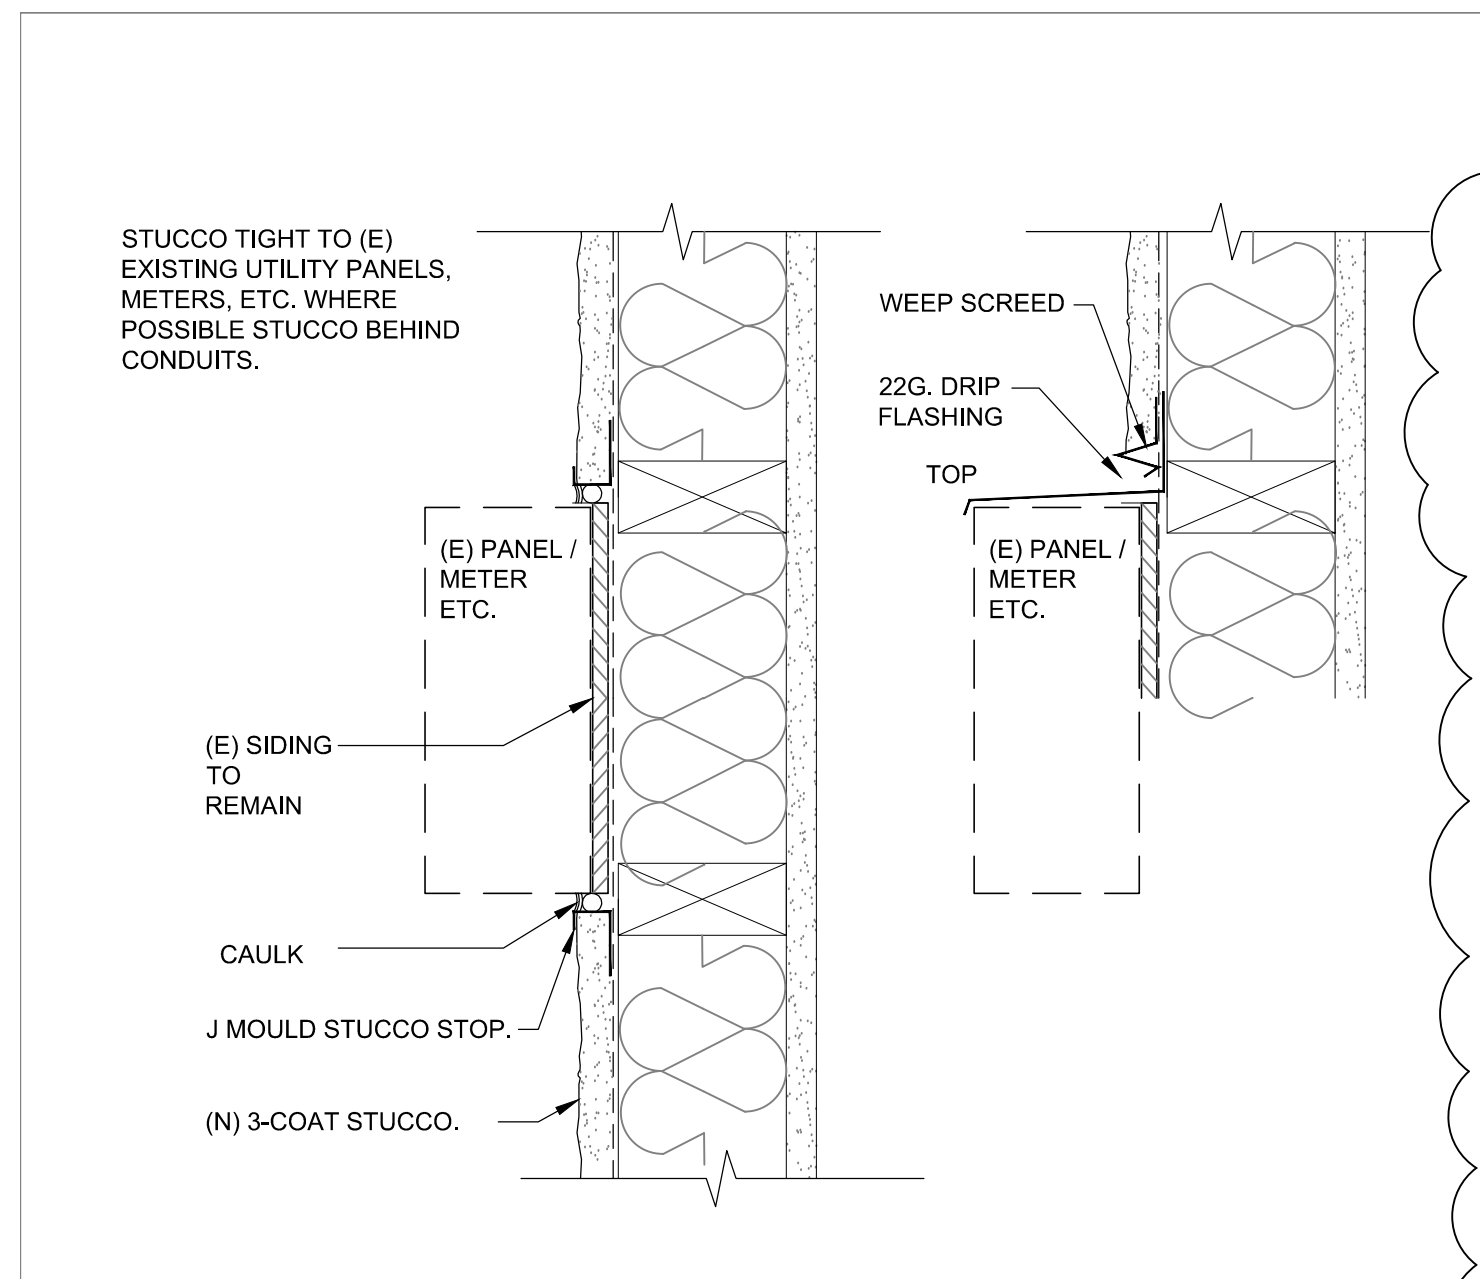 STUCCO TIGHT TO (E)
EXISTING UTILITY PANELS,
METERS, ETC. WHERE
POSSIBLE STUCCO BEHIND
CONDUITS.
(E) PANEL /
METER
ETC.
(E) SIDING
TO
REMAIN
CAULK
J MOULD STUCCO STOP.
(N) 3-COAT STUCCO.
WEEP SCREED
22G. DRIP
FLASHING
TOP
(E) PANEL /
METER
ETC.